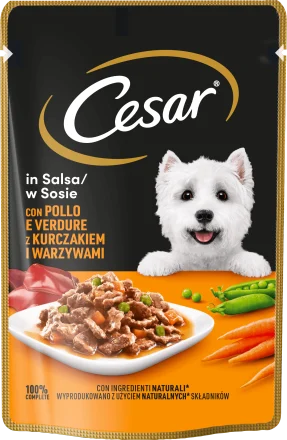 Cesar®
in Salsa/
w Sosie
con POLLO
E VERDURE
z KURCZAKIEM
I WARZYWAMI
100%
COMPLETE
CON INGREDIENTI NATURALI*
WYPRODUKOWANO Z UŻYCIEM NATURALNYCH* SKŁADNIKÓW